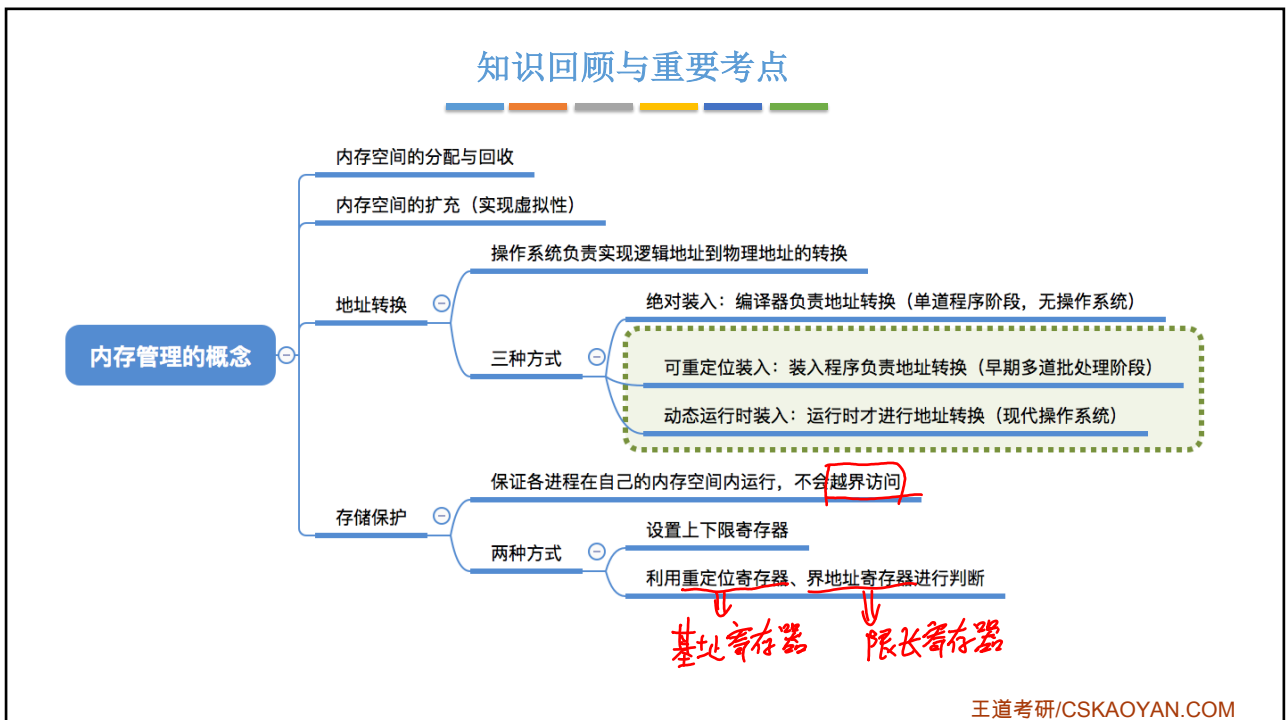 知识回顾与重要考点
内存空间的分配与回收
内存空间的扩充（实现虚拟性）
操作系统负责实现逻辑地址到物理地址的转换
地址转换
绝对装入：编译器负责地址转换（单道程序阶段，无操作系统）
内存管理的概念
三种方式
可重定位装入：装入程序负责地址转换（早期多道批处理阶段）
动态运行时装入：运行时才进行地址转换（现代操作系统）
保证各进程在自己的内存空间内运行，不会越界访问
存储保护
设置上下限寄存器
两种方式
利用重定位寄存器、界地址寄存器进行判断
基址寄存器
限长寄存器
王道考研/CSKAOYAN.COM